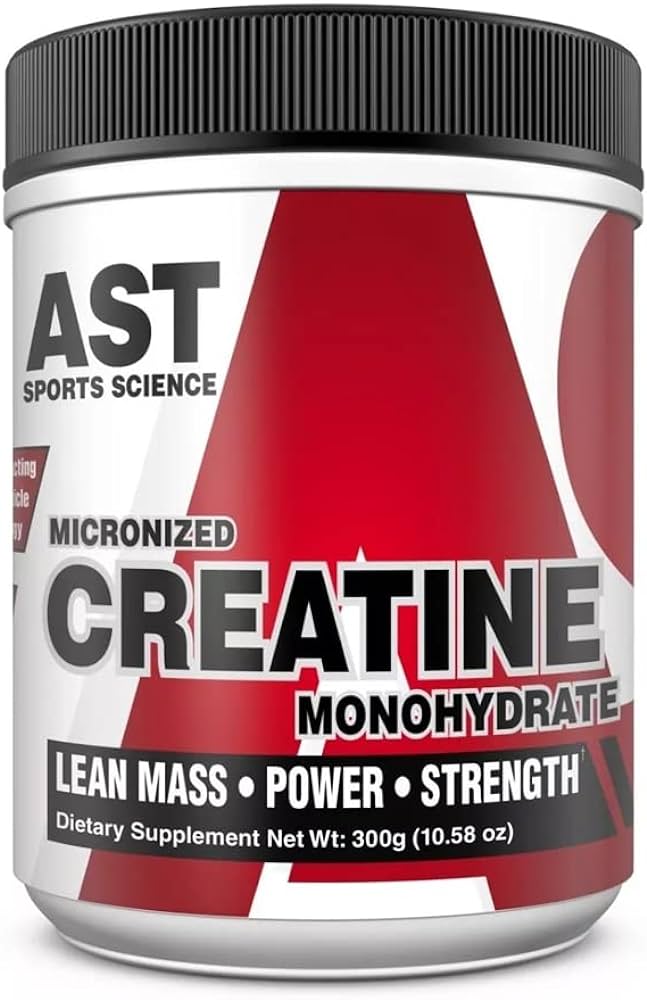 AST
SPORTS SCIENCE
MICRONIZED
CREATINE
MONOHYDRATE
LEAN MASS • POWER • STRENGTH†
Dietary Supplement Net Wt: 300g (10.58 oz)